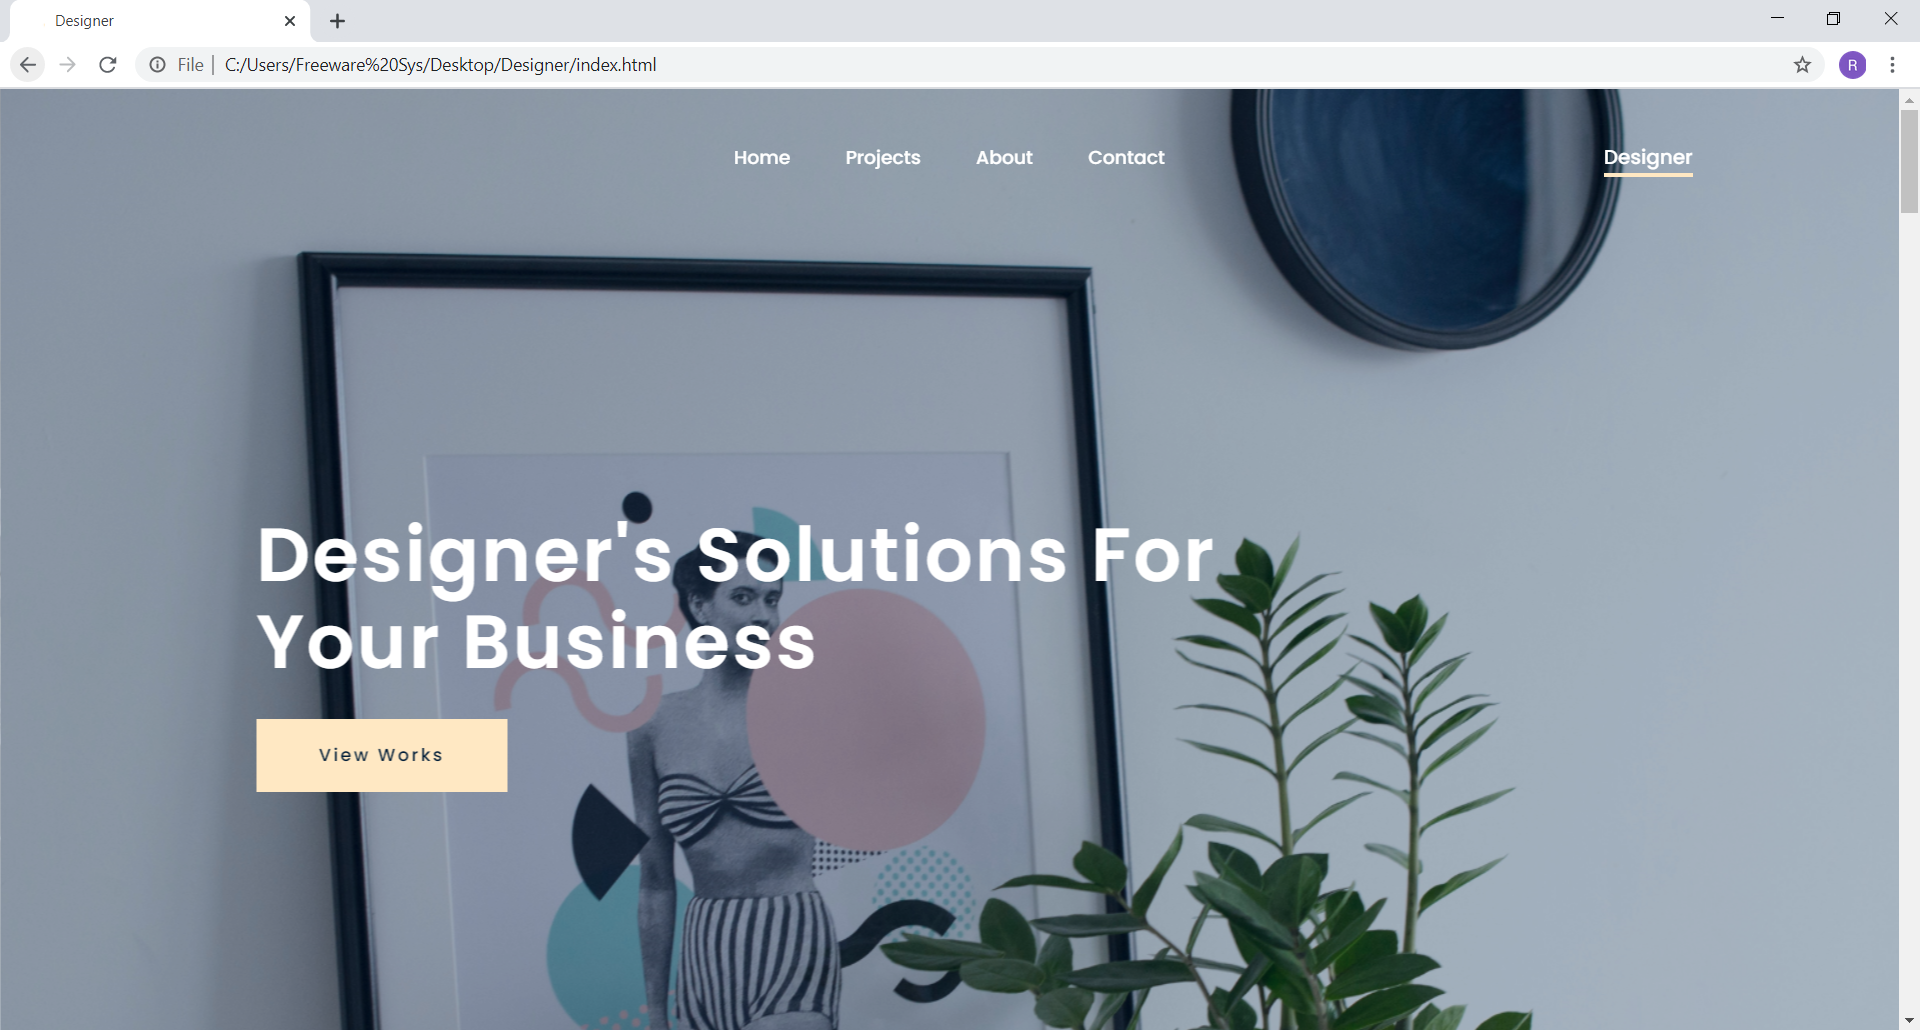 Designer
File | C:/Users/Freeware%20Sys/Desktop/Designer/index.html
R
Home Projects About Contact Designer
Designer's Solutions For
Your Business
View Works